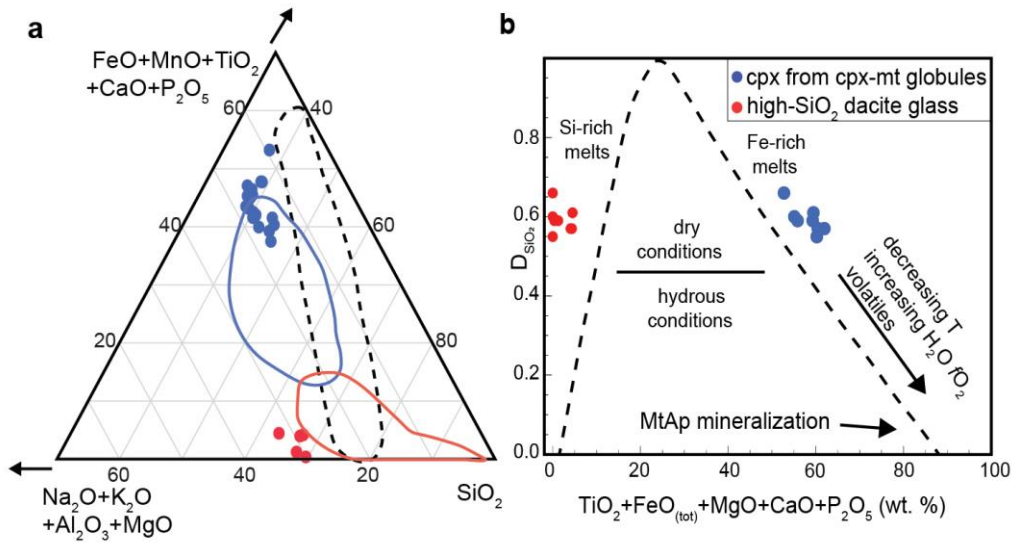 a
FeO+MnO+TiO₂
+CaO+P₂O₅
60
40
40
60
20
80
60
40
20
Na₂O+K₂O
+Al₂O₃+MgO
SiO₂
b
cpx from cpx-mt globules
high-SiO₂ dacite glass
Si-rich
melts
Fe-rich
melts
dry
conditions
hydrous
conditions
decreasing T
increasing H₂O fO₂
volatiles
MtAp mineralization
D_SiO₂
0.8
0.6
0.4
0.2
0.0
0
20
40
60
80
100
TiO₂+FeO(tot)+MgO+CaO+P₂O₅ (wt. %)